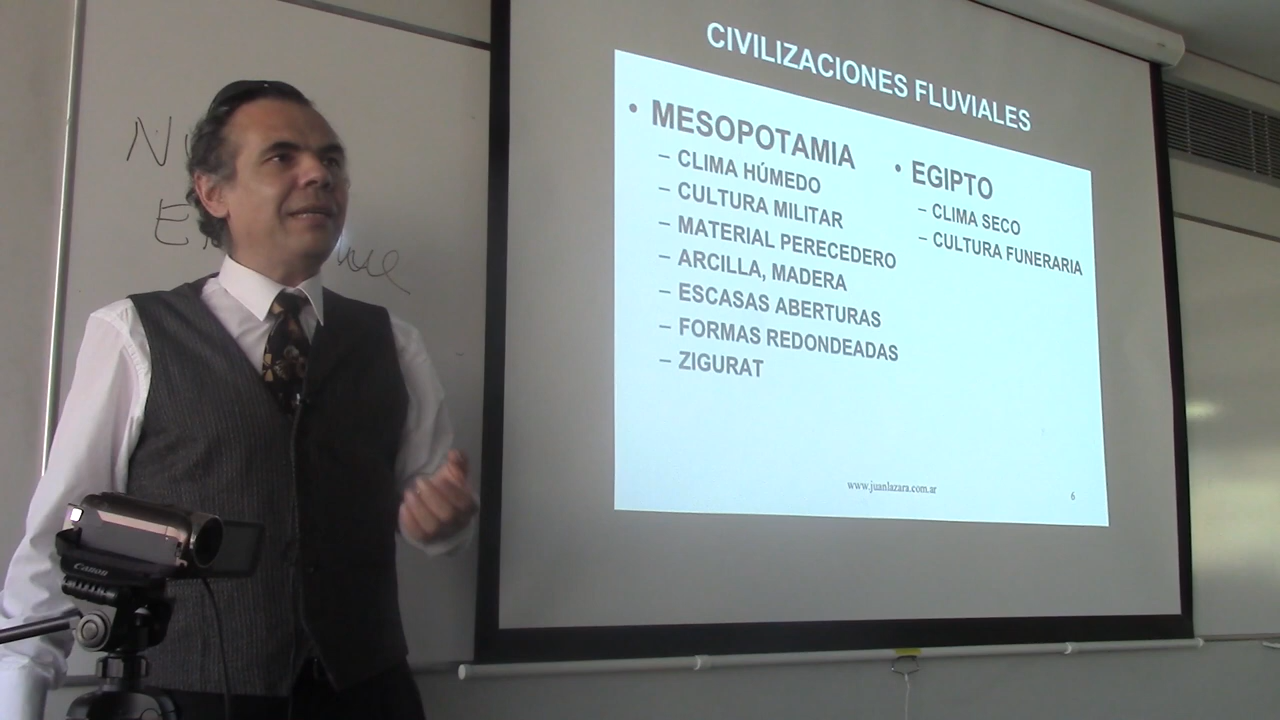 CIVILIZACIONES FLUVIALES
• MESOPOTAMIA
– CLIMA HÚMEDO
– CULTURA MILITAR
– MATERIAL PERECEDERO
– ARCILLA, MADERA
– ESCASAS ABERTURAS
– FORMAS REDONDEADAS
– ZIGURAT
• EGIPTO
– CLIMA SECO
– CULTURA FUNERARIA
www.juanlazara.com.ar
6
Canon